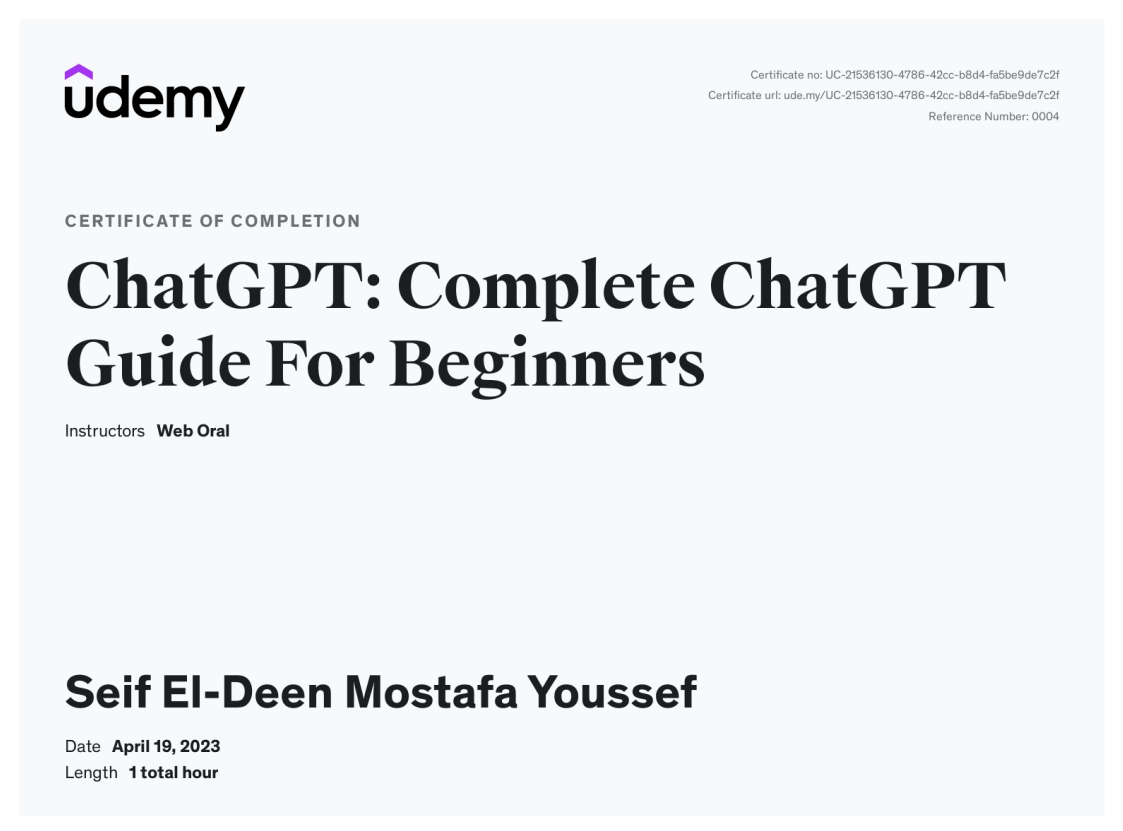 udemy
Certificate no: UC-21536130-4786-42cc-b8d4-fa5be9de7c2f
Certificate url: ude.my/UC-21536130-4786-42cc-b8d4-fa5be9de7c2f
Reference Number: 0004
CERTIFICATE OF COMPLETION
ChatGPT: Complete ChatGPT
Guide For Beginners
Instructors Web Oral
Seif El-Deen Mostafa Youssef
Date April 19, 2023
Length 1 total hour